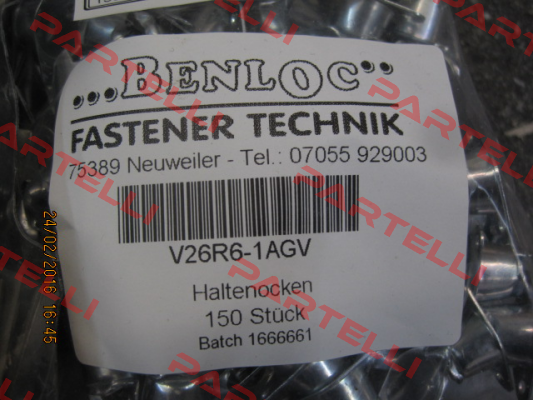 ...BENLOC...
FASTENER TECHNIK
75389 Neuweiler - Tel.: 07055 929003
V26R6-1AGV
Haltenocken
150 Stück
Batch 1666661
24/02/2016 16:45
PARTELLI
PARTELLI
PARTELLI
PARTELLI
PARTELLI